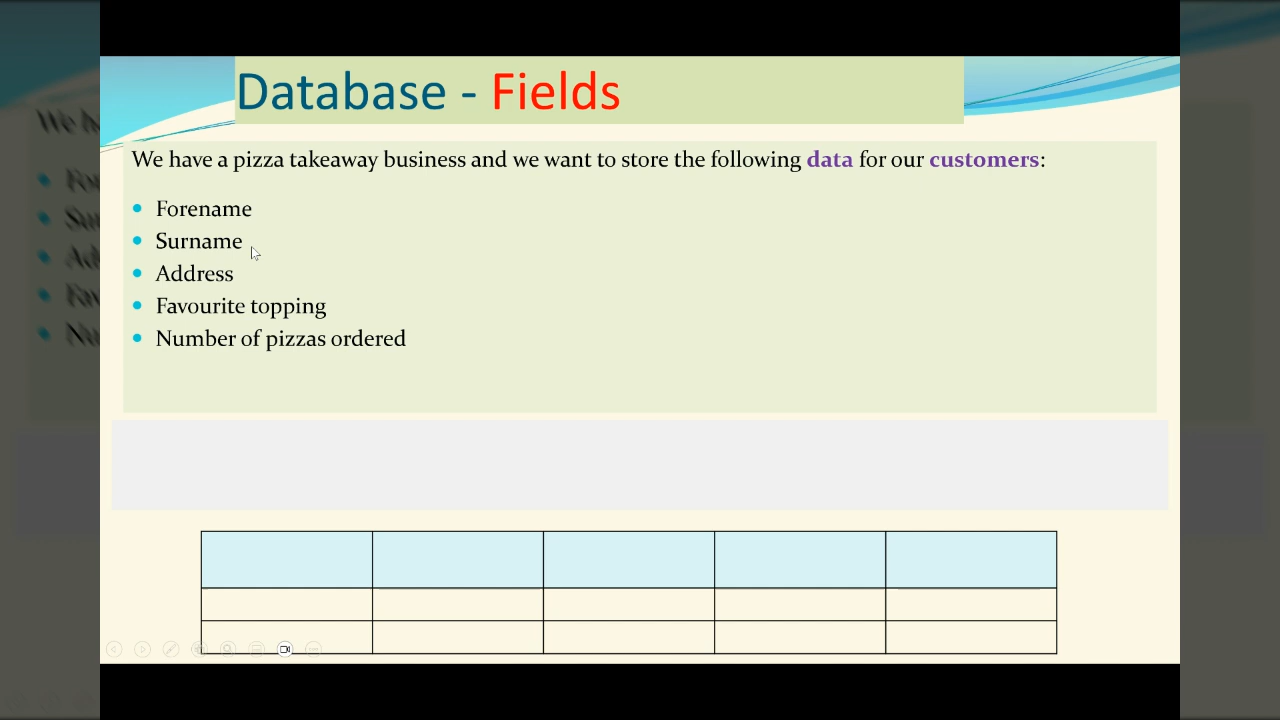 Database - Fields
We have a pizza takeaway business and we want to store the following data for our customers:
Forename
Surname
Address
Favourite topping
Number of pizzas ordered